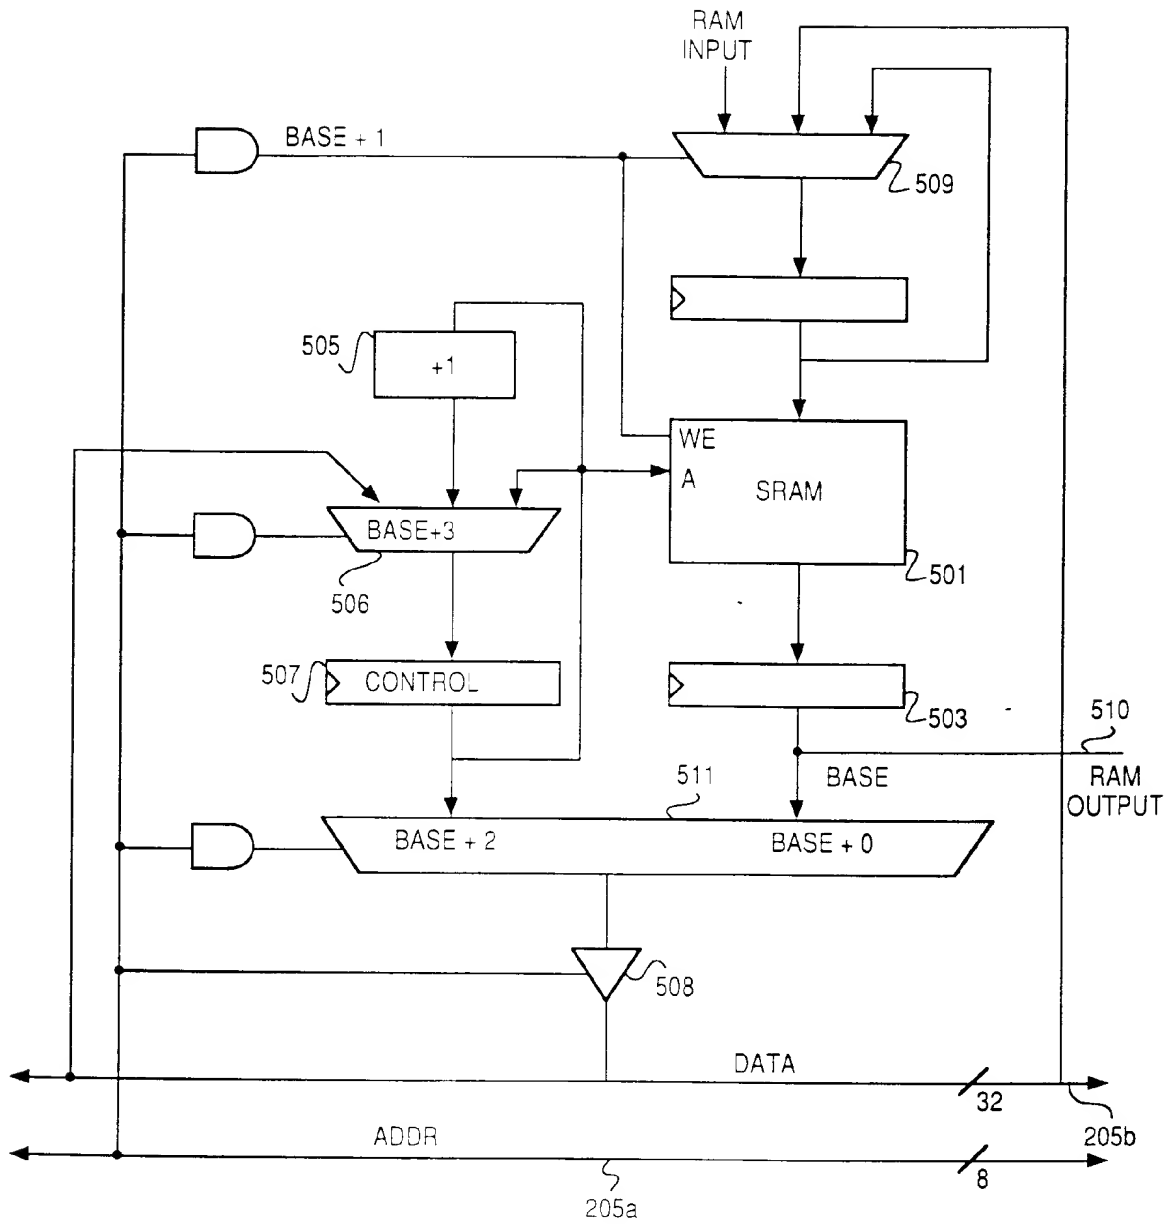 RAM
INPUT
BASE + 1
509
505
+1
WE
A
SRAM
BASE+3
501
506
507
CONTROL
503
510
BASE
RAM
OUTPUT
511
BASE + 2
BASE + 0
508
DATA
32
205b
ADDR
8
205a